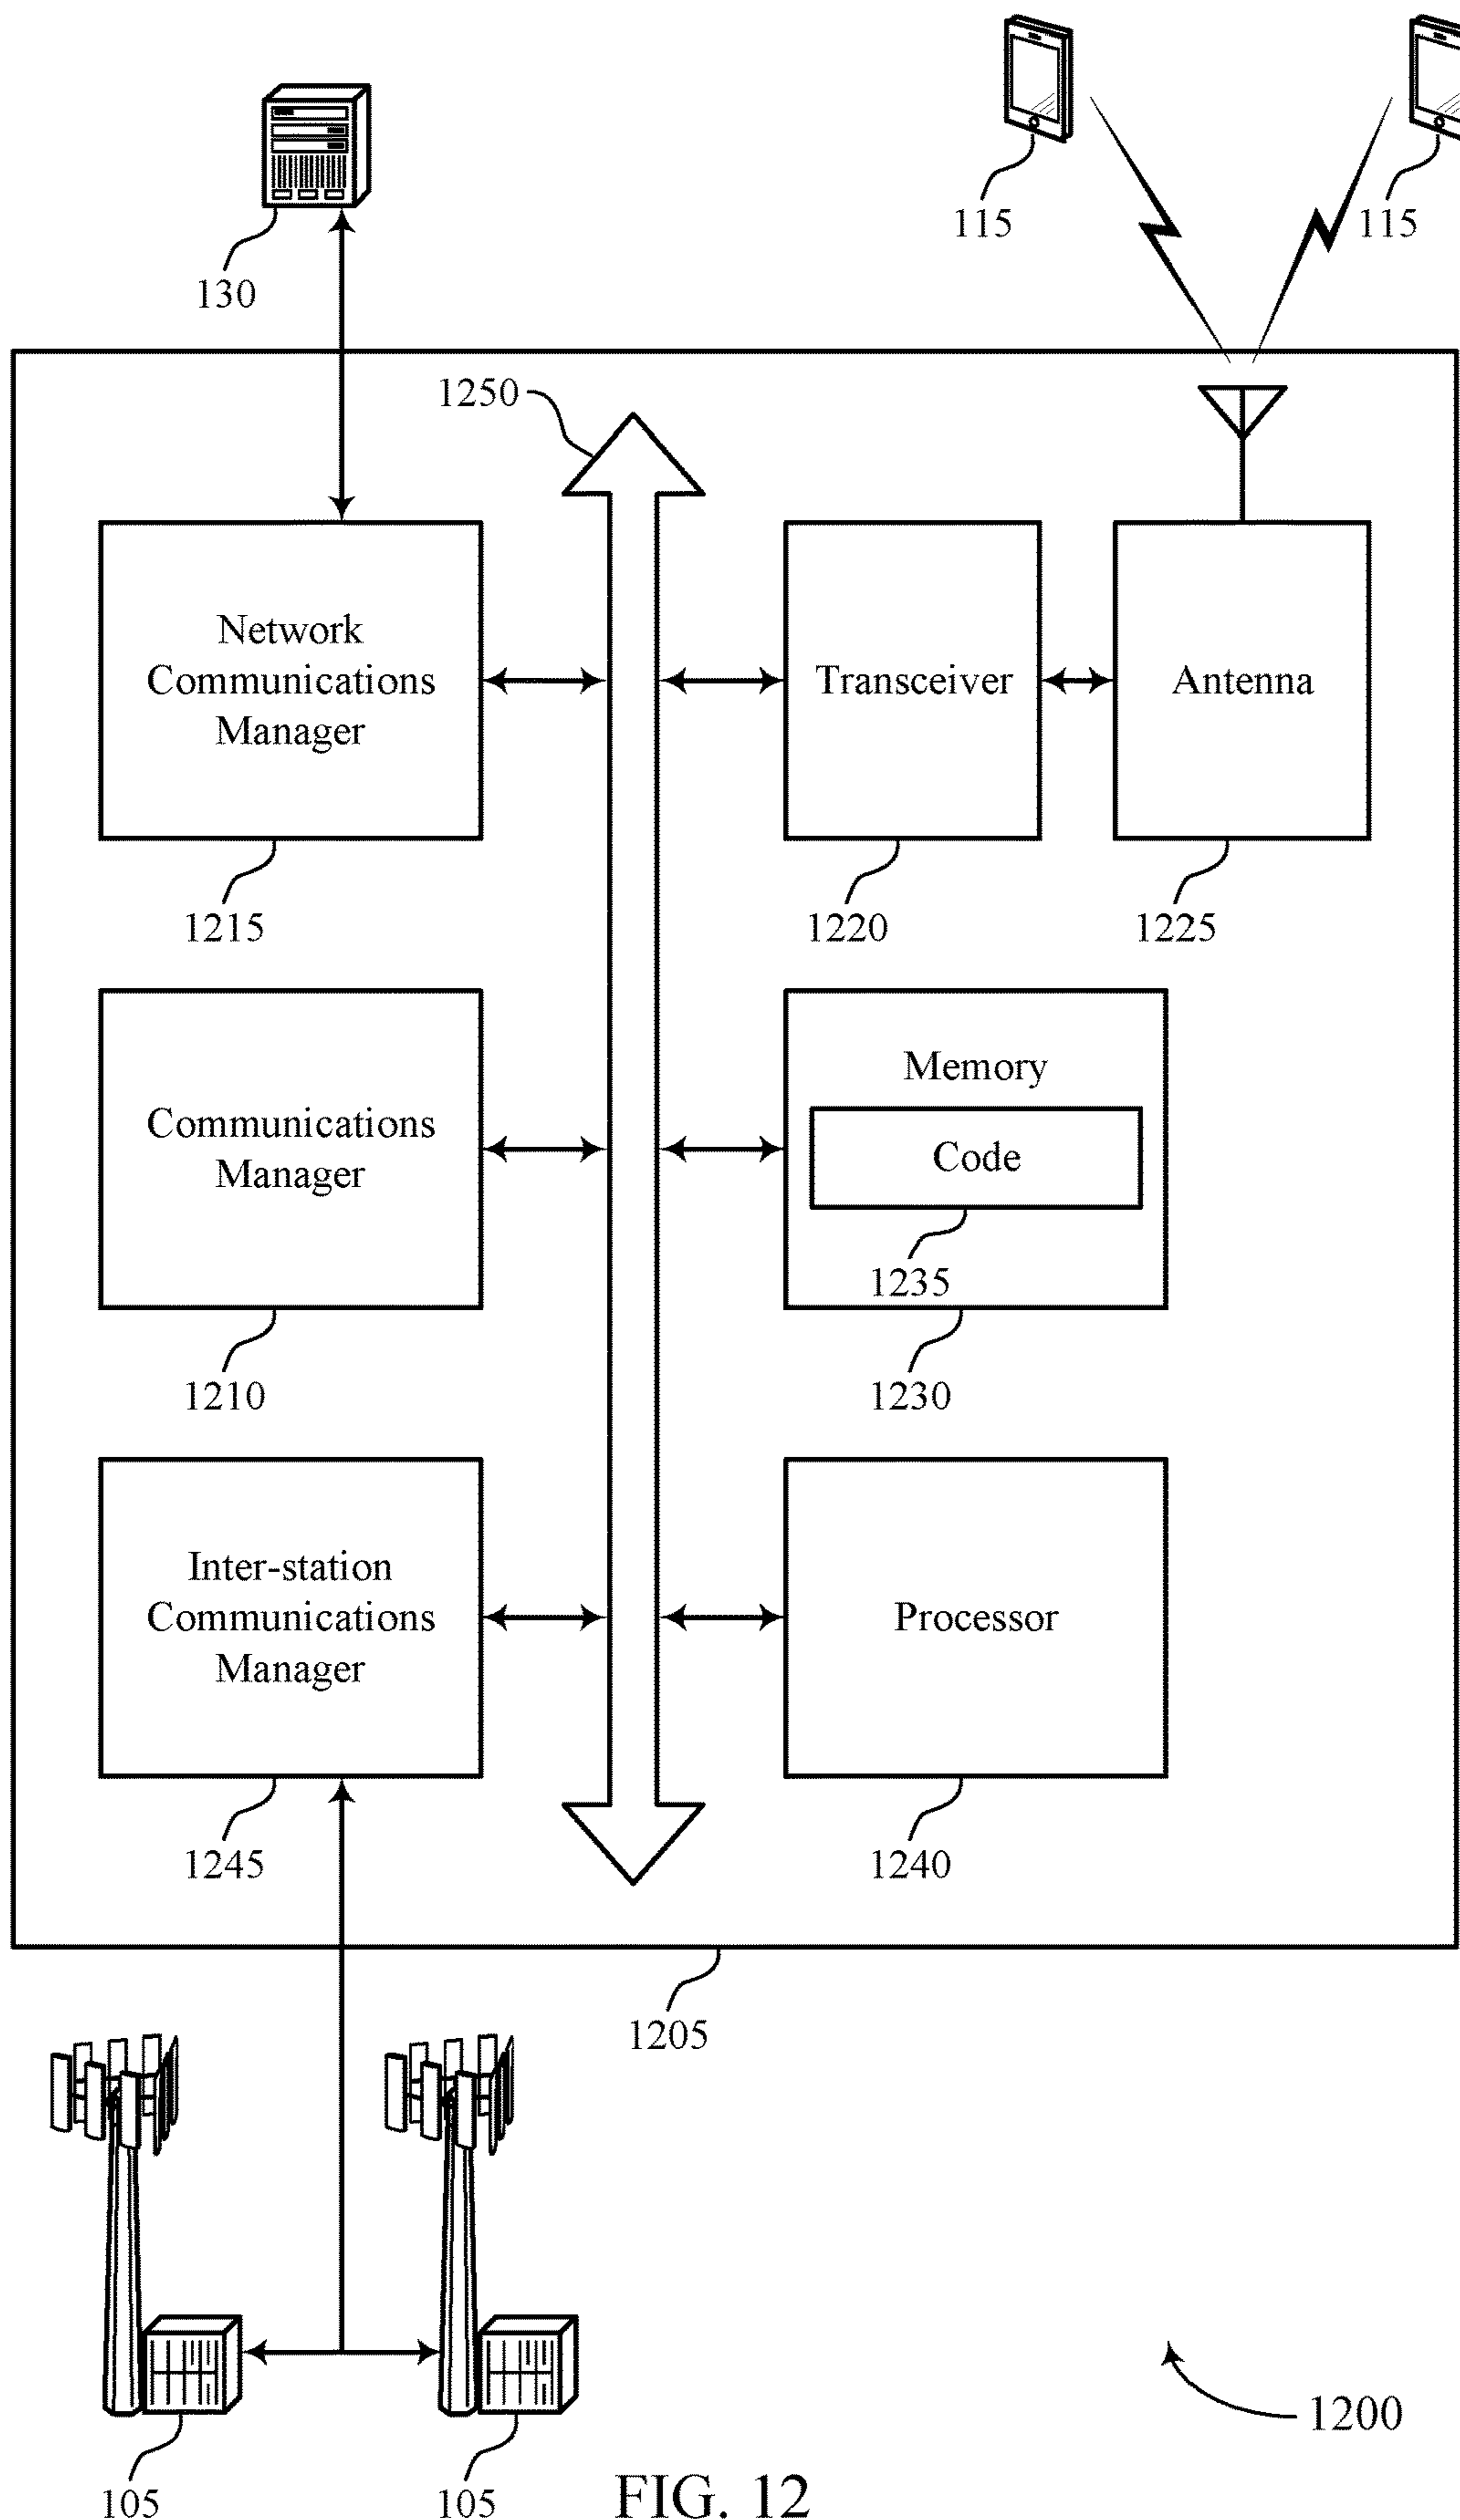 130
115
115
1250
Network
Communications
Manager
Transceiver
Antenna
1215
1220
1225
Communications
Manager
Memory
Code
1235
1210
1230
Inter-station
Communications
Manager
Processor
1245
1240
1205
1200
105
105
FIG. 12